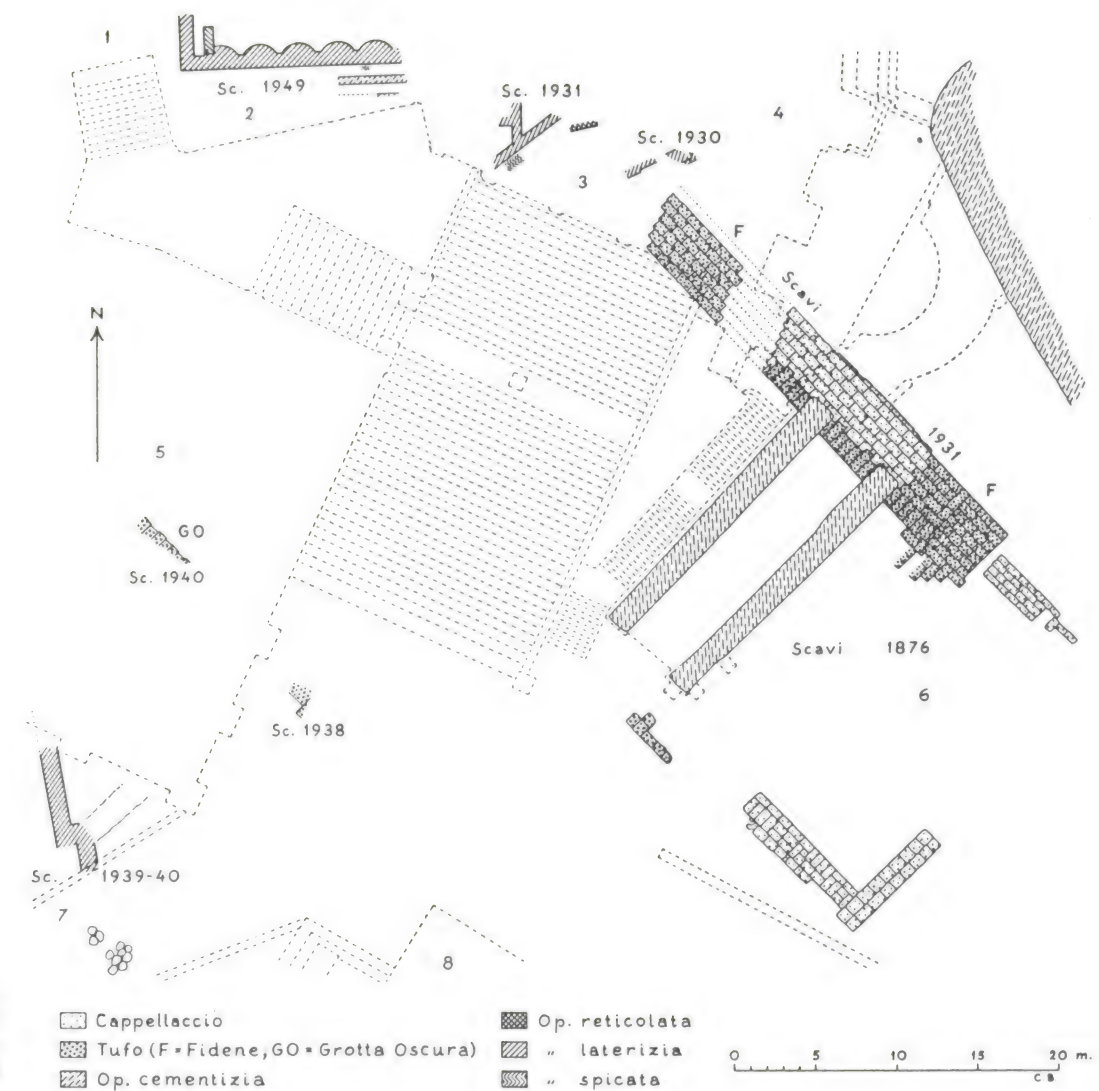 1
Sc. 1949
2
Sc. 1931
4
Sc. 1930
3
F
Scavi
N
1931
5
F
GO
Sc. 1940
Scavi 1876
6
Sc. 1938
Sc. 1939-40
7
8
Cappellaccio
Tufo (F = Fidene, GO = Grotta Oscura)
Op. cementizia
Op. reticolata
„ laterizia
„ spicata
0 5 10 15 20 m.
ca